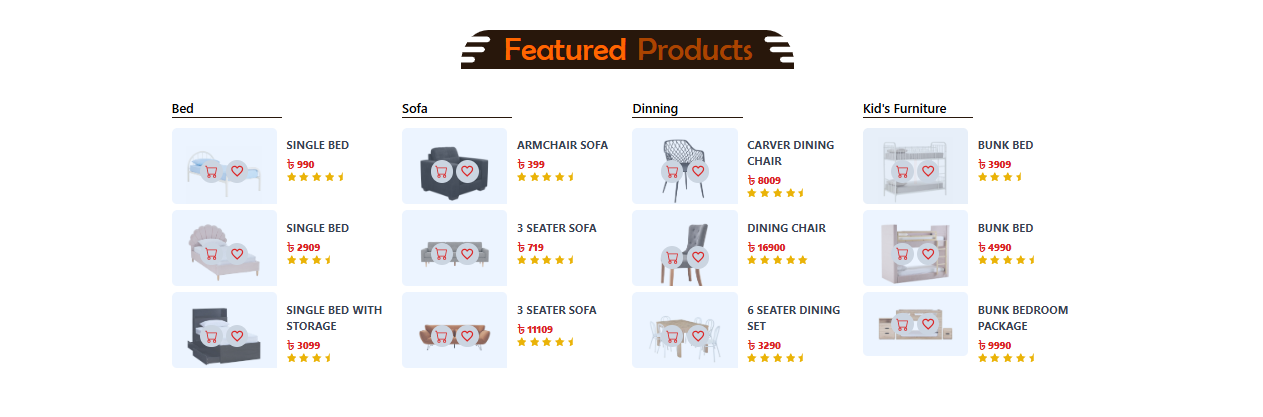 Featured Products
Bed
SINGLE BED
৳ 990
SINGLE BED
৳ 2909
SINGLE BED WITH
STORAGE
৳ 3099
Sofa
ARMCHAIR SOFA
৳ 399
3 SEATER SOFA
৳ 719
3 SEATER SOFA
৳ 11109
Dinning
CARVER DINING
CHAIR
৳ 8009
DINING CHAIR
৳ 16900
6 SEATER DINING
SET
৳ 3290
Kid's Furniture
BUNK BED
৳ 3909
BUNK BED
৳ 4990
BUNK BEDROOM
PACKAGE
৳ 9990